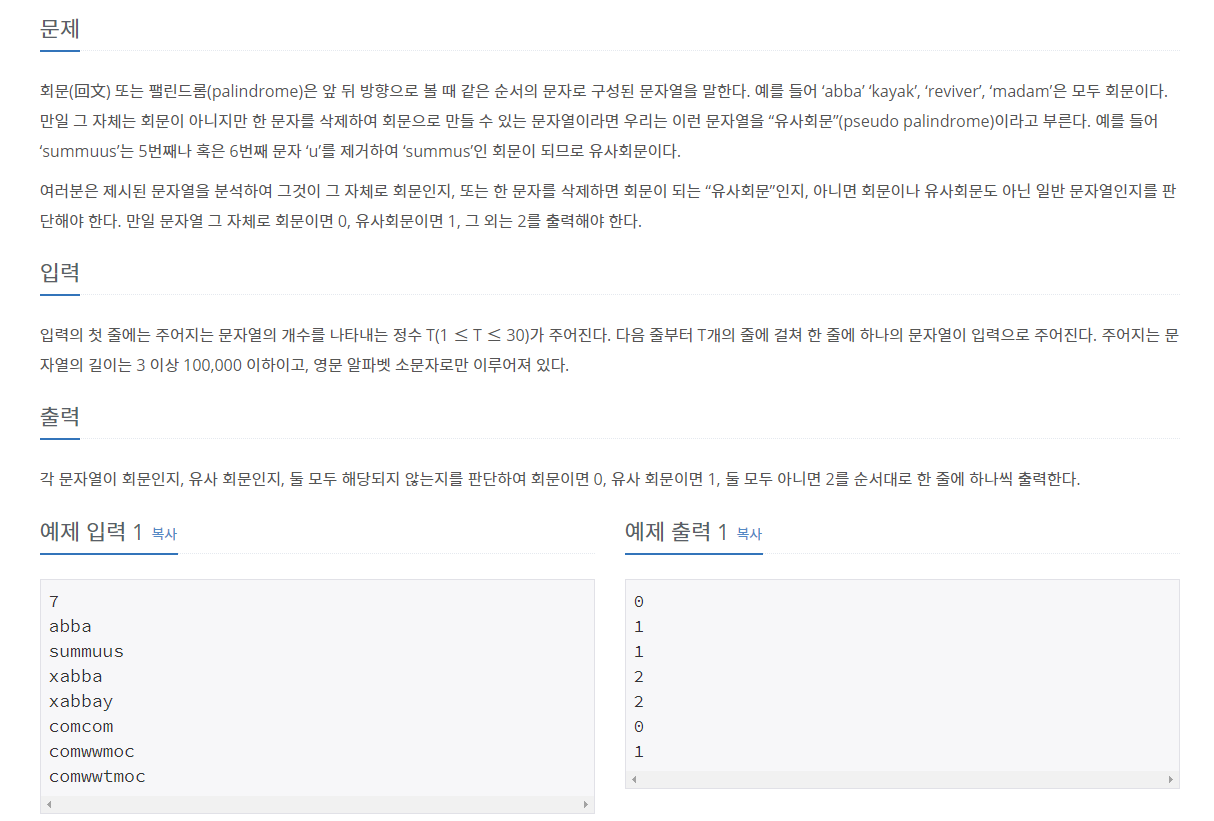 문제
회문(回文) 또는 팰린드롬(palindrome)은 앞 뒤 방향으로 볼 때 같은 순서의 문자로 구성된 문자열을 말한다. 예를 들어 ‘abba’ ‘kayak’, ‘reviver’, ‘madam’은 모두 회문이다.
만일 그 자체는 회문이 아니지만 한 문자를 삭제하여 회문으로 만들 수 있는 문자열이라면 우리는 이런 문자열을 “유사회문”(pseudo palindrome)이라고 부른다. 예를 들어
‘summuus’는 5번째나 혹은 6번째 문자 ‘u’를 제거하여 ‘summus’인 회문이 되므로 유사회문이다.
여러분은 제시된 문자열을 분석하여 그것이 그 자체로 회문인지, 또는 한 문자를 삭제하면 회문이 되는 “유사회문”인지, 아니면 회문이나 유사회문도 아닌 일반 문자열인지를 판
단해야 한다. 만일 문자열 그 자체로 회문이면 0, 유사회문이면 1, 그 외는 2를 출력해야 한다.
입력
입력의 첫 줄에는 주어지는 문자열의 개수를 나타내는 정수 T(1 ≤ T ≤ 30)가 주어진다. 다음 줄부터 T개의 줄에 걸쳐 한 줄에 하나의 문자열이 입력으로 주어진다. 주어지는 문
자열의 길이는 3 이상 100,000 이하이고, 영문 알파벳 소문자로만 이루어져 있다.
출력
각 문자열이 회문인지, 유사 회문인지, 둘 모두 해당되지 않는지를 판단하여 회문이면 0, 유사 회문이면 1, 둘 모두 아니면 2를 순서대로 한 줄에 하나씩 출력한다.
예제 입력 1 복사
7
abba
summuus
xabba
xabbay
comcom
comwwmoc
comwwtmoc
예제 출력 1 복사
0
1
1
2
2
0
1